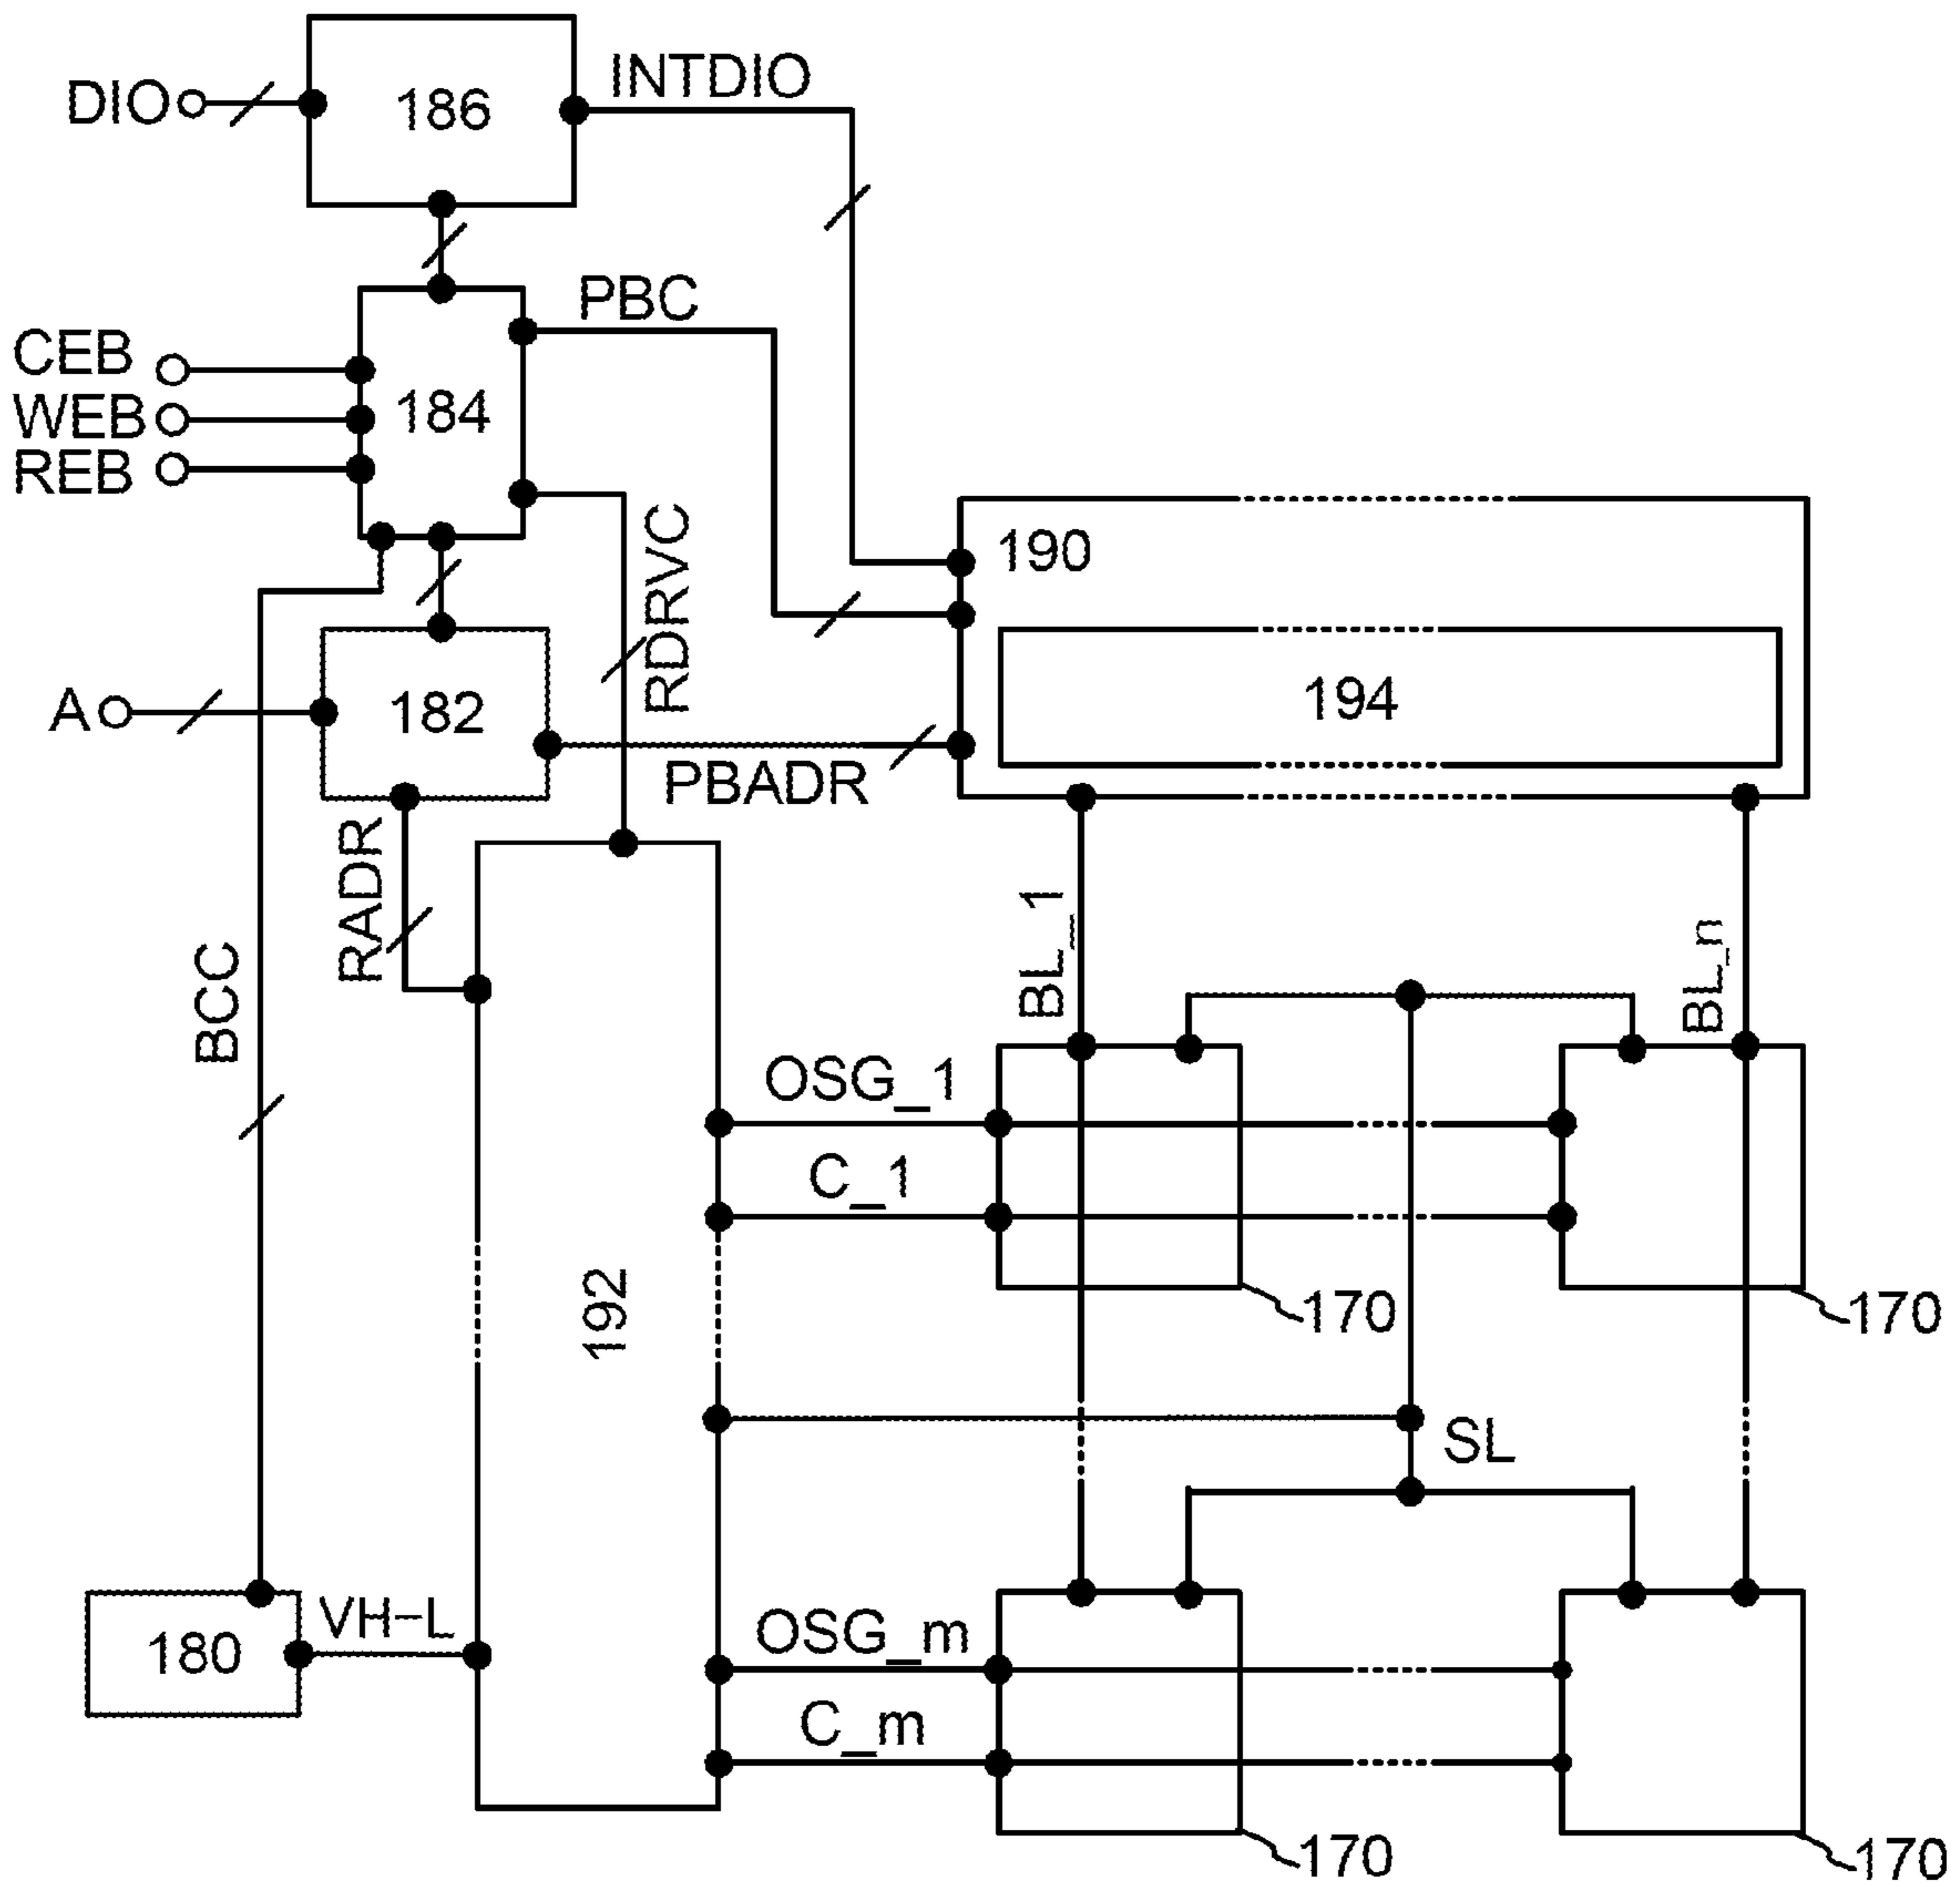 DIO
186
INTDIO
PBC
CEB
WEB
REB
184
RDRVC
190
194
A
182
PBADR
RADR
BCC
BL_1
BL_n
OSG_1
C_1
192
170
170
SL
VH-L
180
OSG_m
C_m
170
170